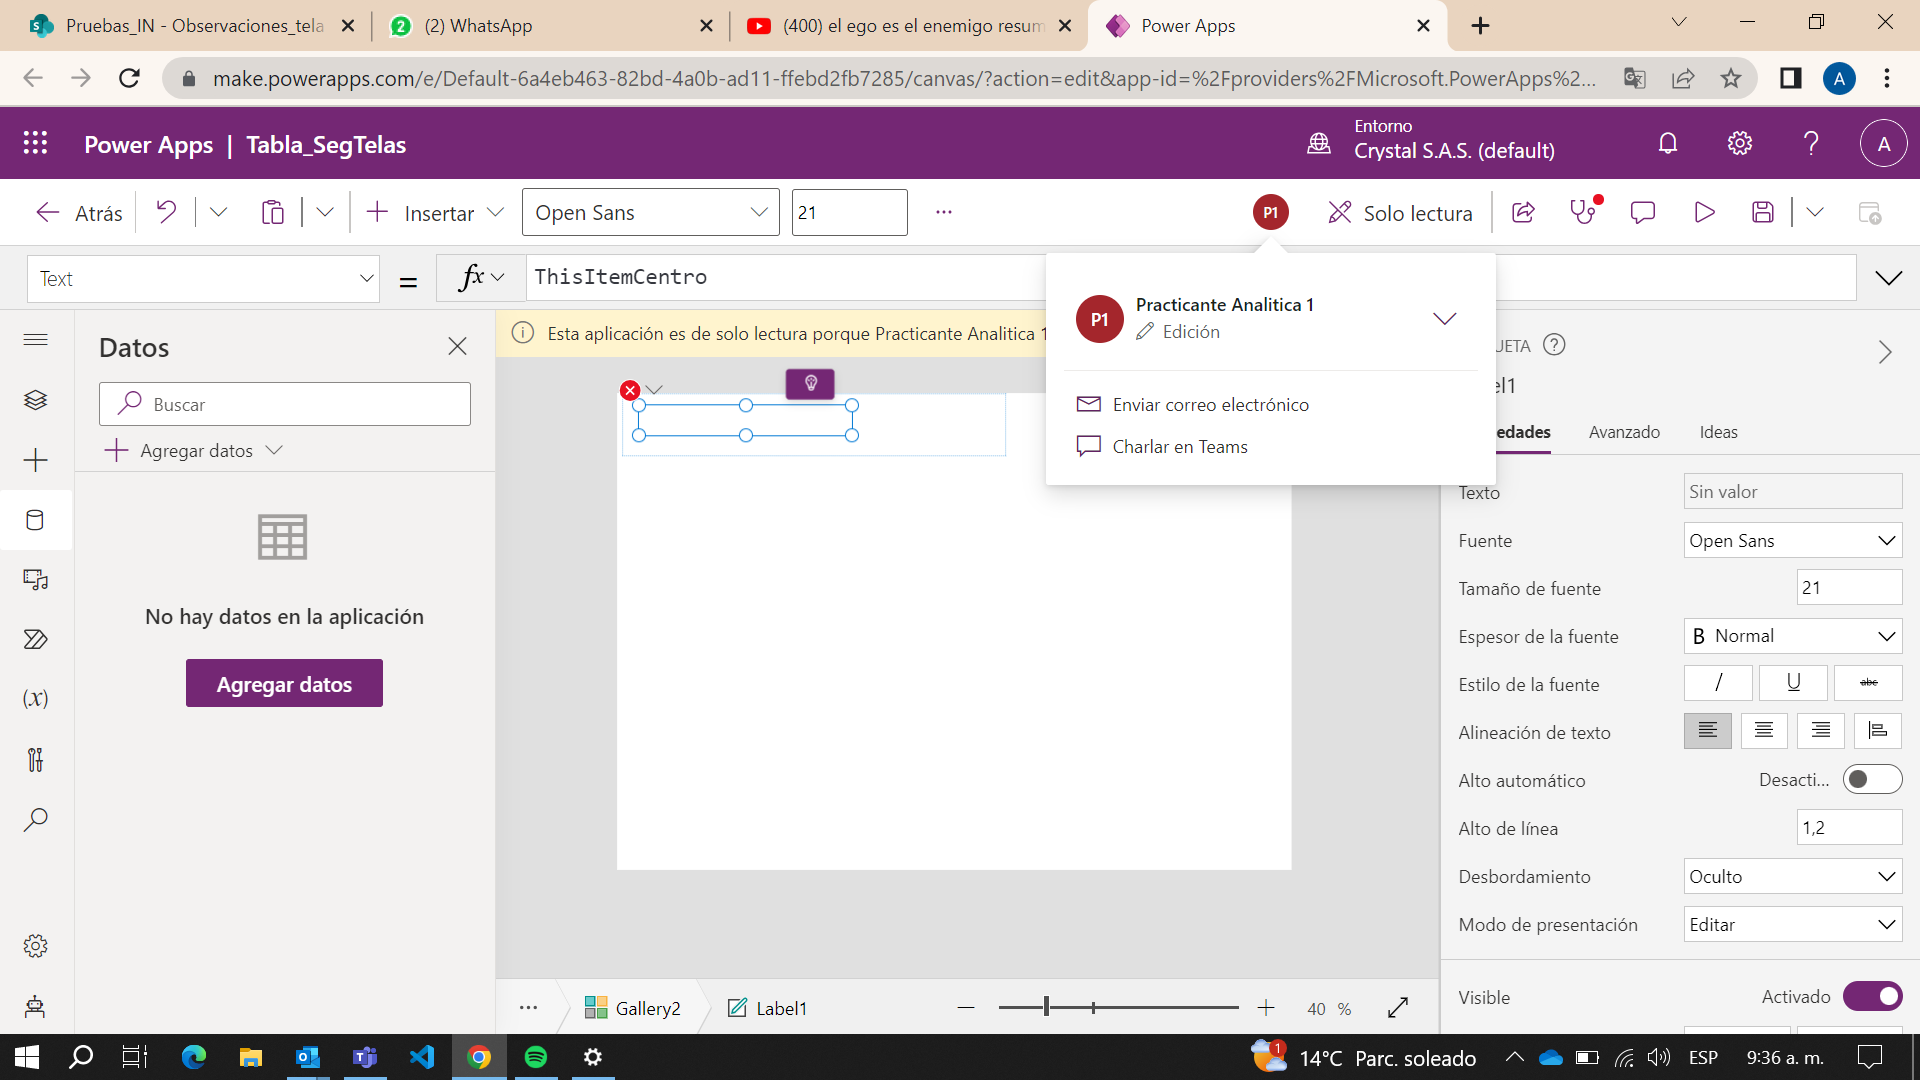 Pruebas_IN - Observaciones_tela
(2) WhatsApp
(400) el ego es el enemigo resum
Power Apps
make.powerapps.com/e/Default-6a4eb463-82bd-4a0b-ad11-ffebd2fb7285/canvas/?action=edit&app-id=%2Fproviders%2FMicrosoft.PowerApps%2...
A
Power Apps | Tabla_SegTelas
Entorno
Crystal S.A.S. (default)
A
Atrás
Insertar
Open Sans
21
P1
Solo lectura
Text
=
fx
ThisItemCentro
P1
Practicante Analitica 1
Edición
Enviar correo electrónico
Charlar en Teams
Datos
Buscar
Agregar datos
No hay datos en la aplicación
Agregar datos
Esta aplicación es de solo lectura porque Practicante Analitica 1
UETA
el1
edades
Avanzado
Ideas
Texto
Sin valor
Fuente
Open Sans
Tamaño de fuente
21
Espesor de la fuente
B Normal
Estilo de la fuente
/
U
abc
Alineación de texto
Alto automático
Desacti...
Alto de línea
1,2
Desbordamiento
Oculto
Modo de presentación
Editar
Visible
Activado
(x)
Gallery2
Label1
40 %
1
14°C Parc. soleado
ESP
9:36 a. m.